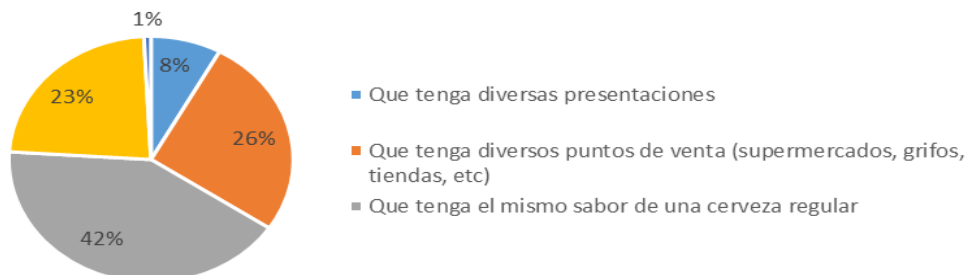 1%
8%
23%
26%
42%
Que tenga diversas presentaciones
Que tenga diversos puntos de venta (supermercados, grifos,
tiendas, etc)
Que tenga el mismo sabor de una cerveza regular